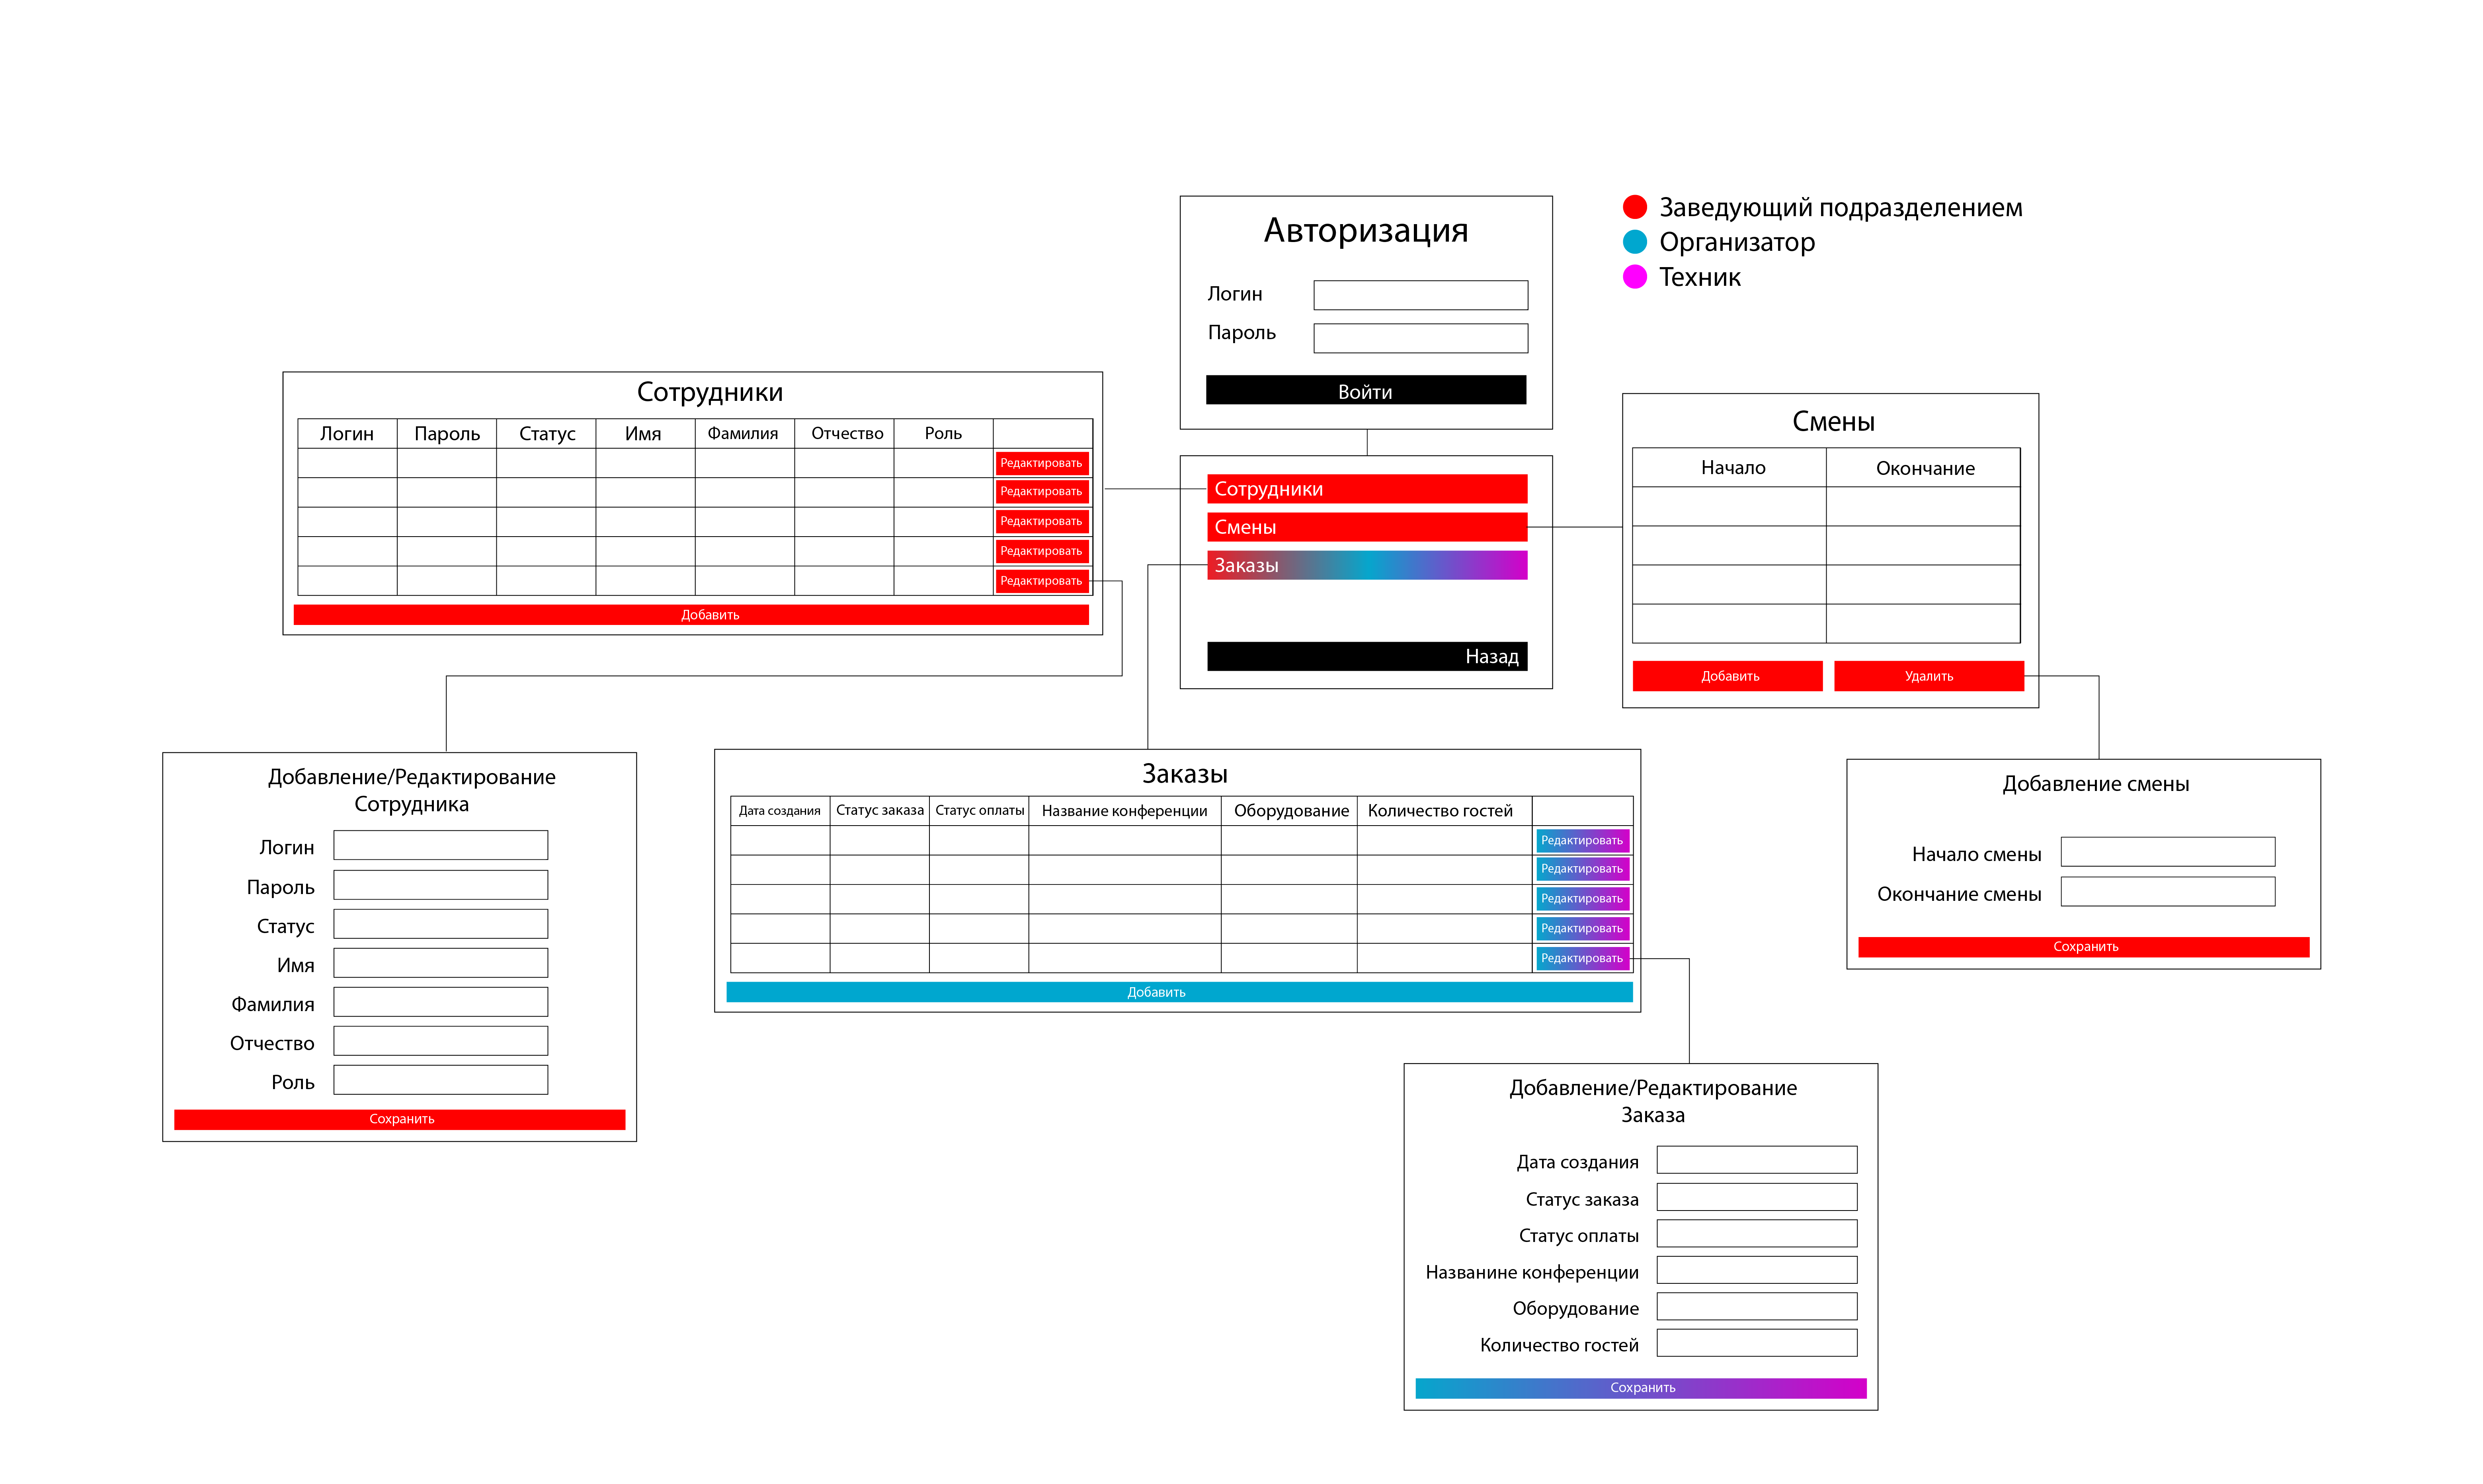 Авторизация
Логин
Пароль
Войти
Заведующий подразделением
Организатор
Техник
Сотрудники
Логин Пароль Статус Имя Фамилия Отчество Роль
Редактировать
Редактировать
Редактировать
Редактировать
Редактировать
Добавить
Сотрудники
Смены
Заказы
Назад
Смены
Начало Окончание
Добавить Удалить
Добавление/Редактирование
Сотрудника
Логин
Пароль
Статус
Имя
Фамилия
Отчество
Роль
Сохранить
Заказы
Дата создания Статус заказа Статус оплаты Название конференции Оборудование Количество гостей
Редактировать
Редактировать
Редактировать
Редактировать
Редактировать
Добавить
Добавление смены
Начало смены
Окончание смены
Сохранить
Добавление/Редактирование
Заказа
Дата создания
Статус заказа
Статус оплаты
Названине конференции
Оборудование
Количество гостей
Сохранить